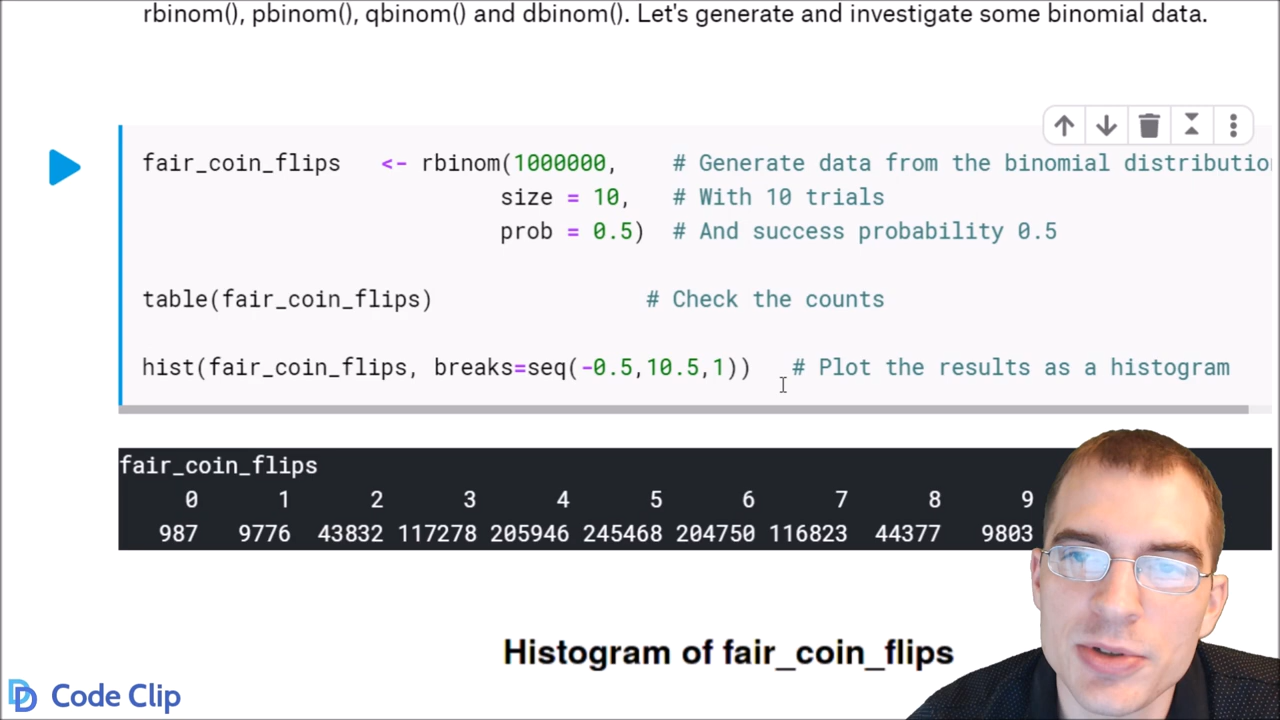 rbinom(), pbinom(), qbinom() and dbinom(). Let's generate and investigate some binomial data.
fair_coin_flips <- rbinom(1000000, # Generate data from the binomial distributio
size = 10, # With 10 trials
prob = 0.5) # And success probability 0.5
table(fair_coin_flips) # Check the counts
hist(fair_coin_flips, breaks=seq(-0.5,10.5,1)) # Plot the results as a histogram
fair_coin_flips
0 1 2 3 4 5 6 7 8 9
987 9776 43832 117278 205946 245468 204750 116823 44377 9803
Histogram of fair_coin_flips
Code Clip